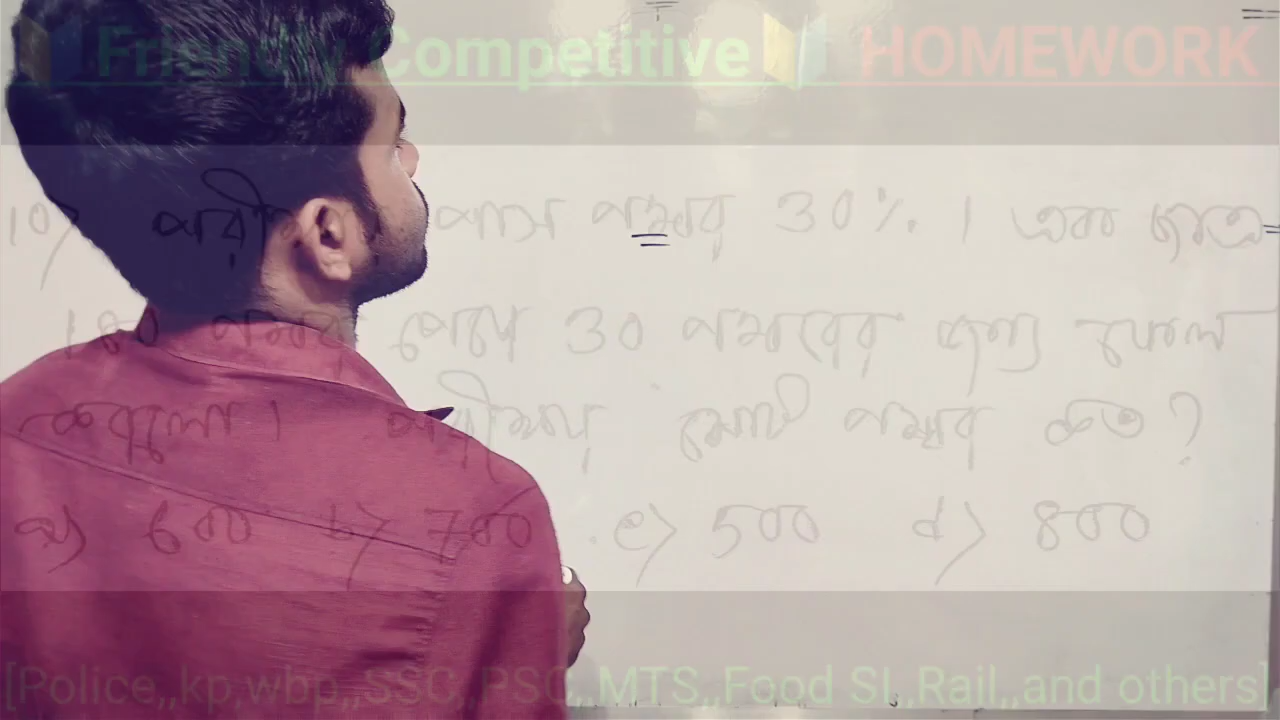 Friendly Competitive HOMEWORK
10> পরীক্ষায় পাস নম্বর 30%. । এক ছাত্র
180 নম্বর পেয়ে 30 নম্বরের জন্য ফেল
করলো । পরীক্ষায় মোট নম্বর কত ?
a) 600 b) 700 c) 500 d) 800
[Police,,kp,wbp,,SSC,,PSC,,MTS,,Food SI,,Rail,,and others]